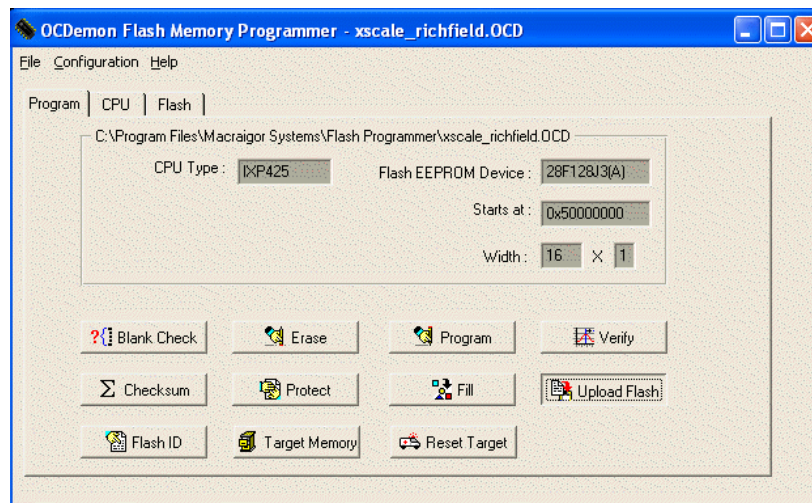 OCDemon Flash Memory Programmer - xscale_richfield.OCD
File Configuration Help
Program CPU Flash
C:\Program Files\Macraigor Systems\Flash Programmer\xscale_richfield.OCD
CPU Type : IXP425 Flash EEPROM Device : 28F128J3(A)
Starts at : 0x50000000
Width : 16 X 1
?{ Blank Check Erase Program Verify
Σ Checksum Protect Fill Upload Flash
Flash ID Target Memory Reset Target